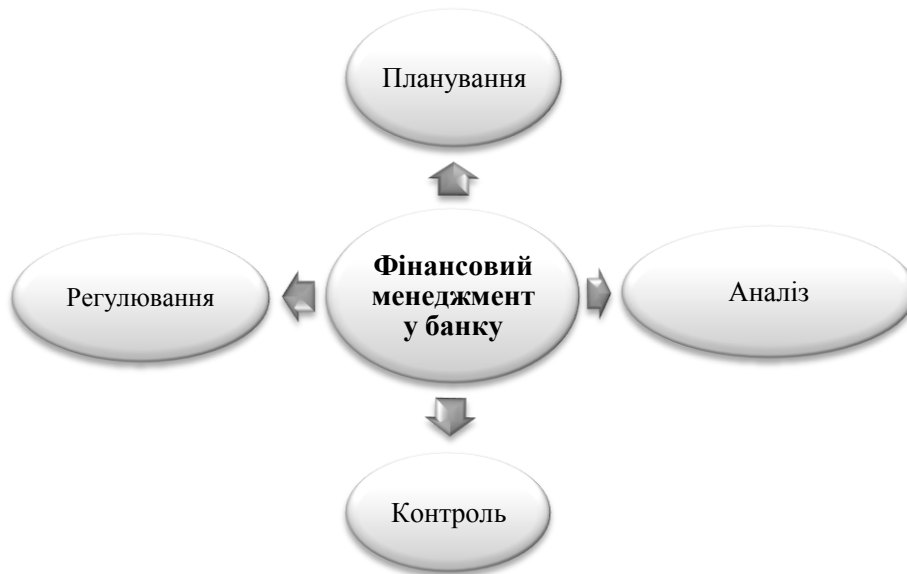 Планування
Регулювання
Фінансовий
менеджмент
у банку
Аналіз
Контроль